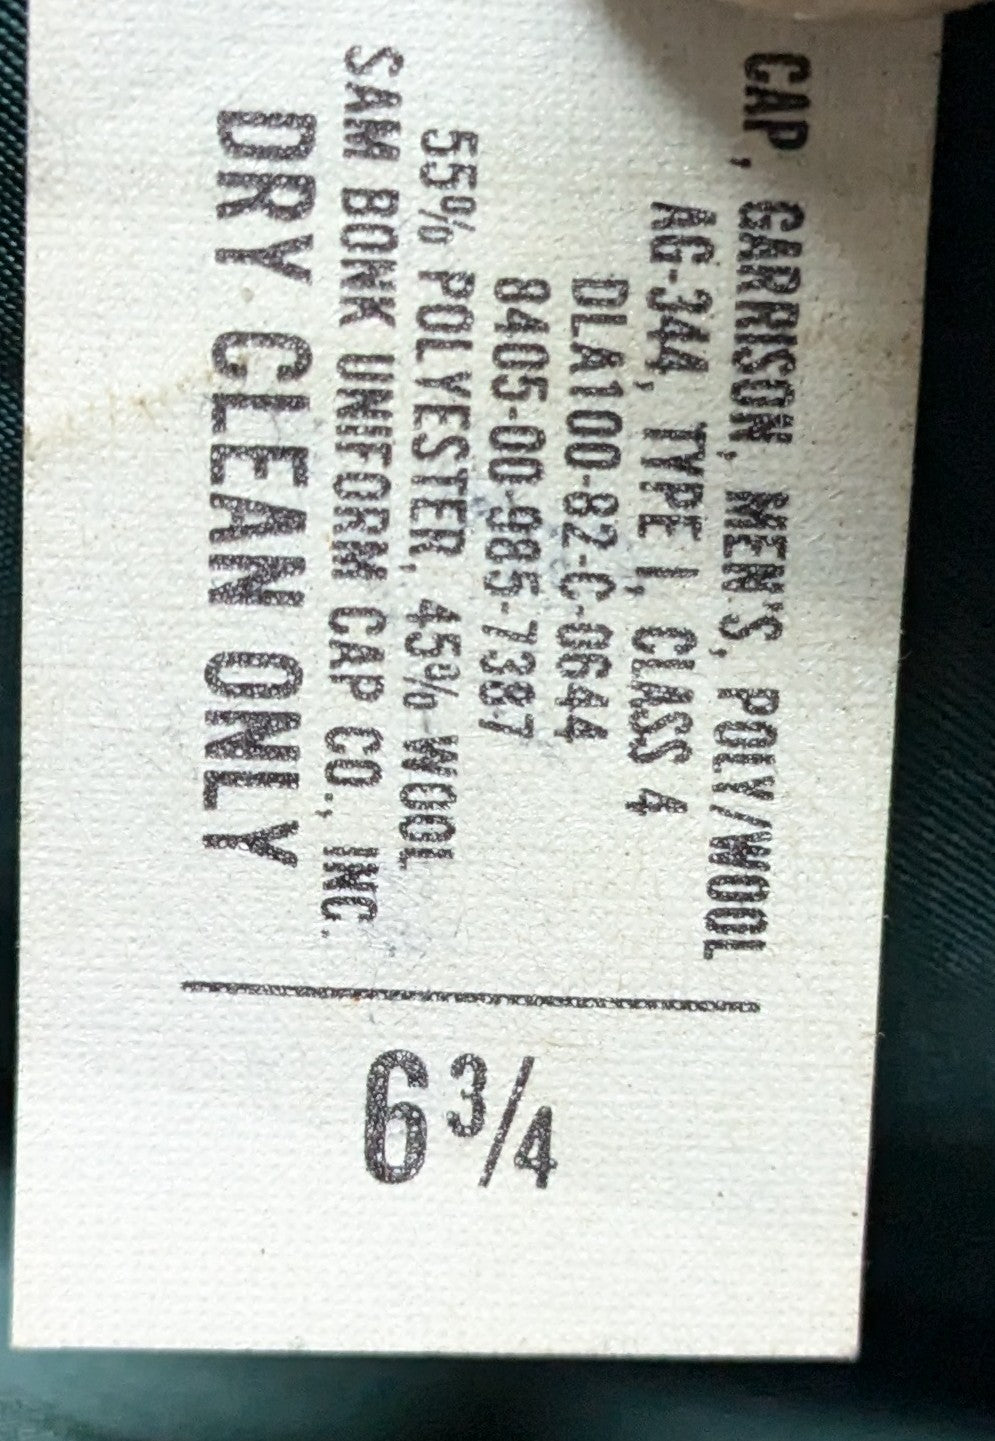 CAP, GARRISON, MEN'S, POLY/WOOL
AG-344, TYPE I, CLASS 4
DLA100-82-C-0644
8405-00-985-7387
55% POLYESTER, 45% WOOL
SAM BONK UNIFORM CAP CO., INC.
DRY CLEAN ONLY
6 3/4